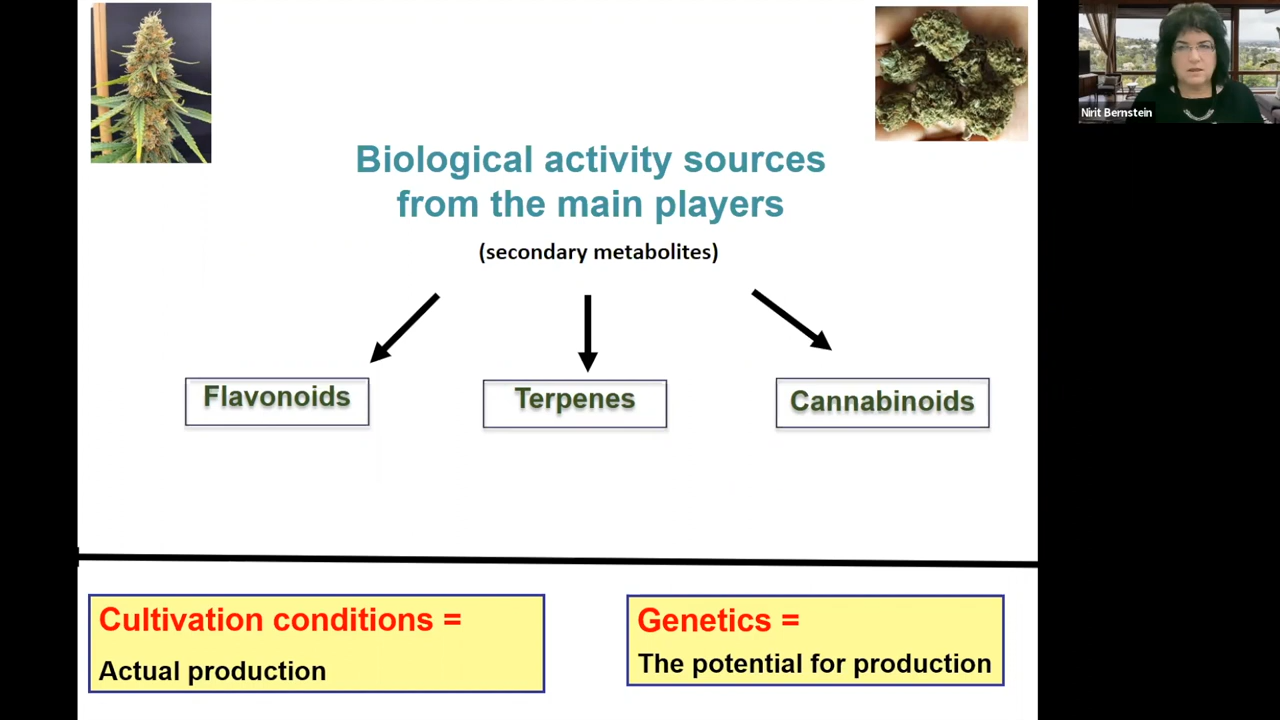 Nirit Bernstein
Biological activity sources
from the main players
(secondary metabolites)
Flavonoids
Terpenes
Cannabinoids
Cultivation conditions =
Actual production
Genetics =
The potential for production